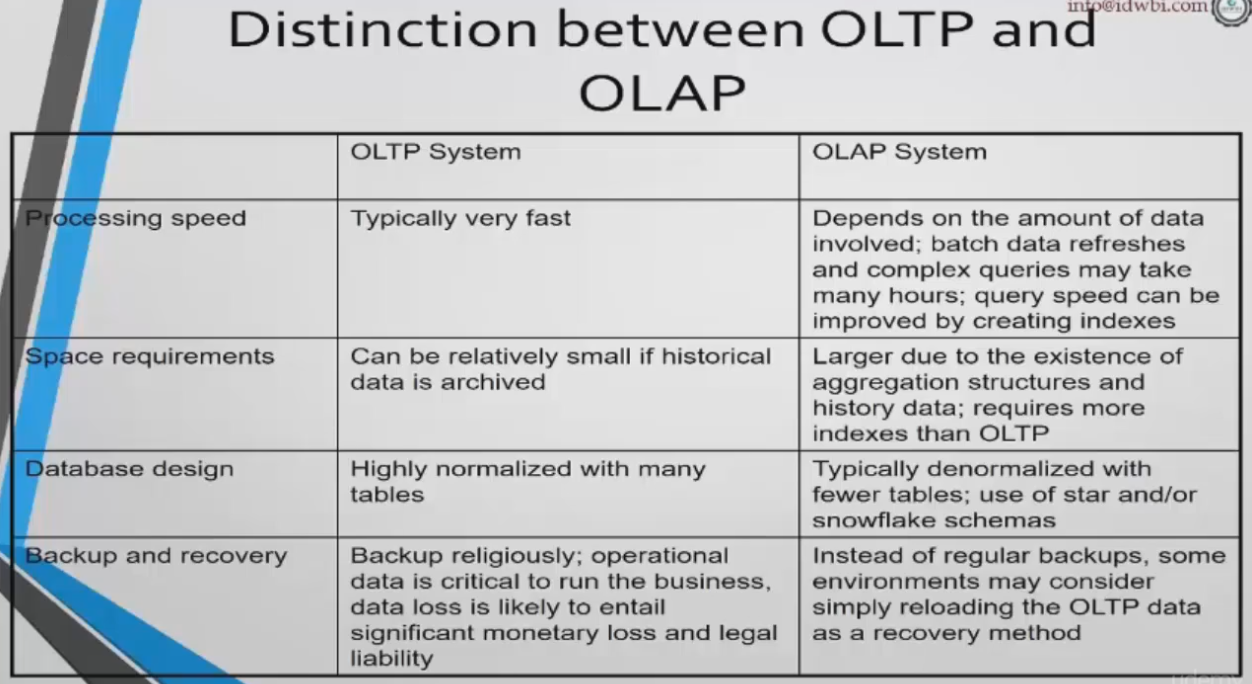 info@idwbi.com
Distinction between OLTP and
OLAP
OLTP System
OLAP System
Processing speed
Typically very fast
Depends on the amount of data
involved; batch data refreshes
and complex queries may take
many hours; query speed can be
improved by creating indexes
Space requirements
Can be relatively small if historical
data is archived
Larger due to the existence of
aggregation structures and
history data; requires more
indexes than OLTP
Database design
Highly normalized with many
tables
Typically denormalized with
fewer tables; use of star and/or
snowflake schemas
Backup and recovery
Backup religiously; operational
data is critical to run the business,
data loss is likely to entail
significant monetary loss and legal
liability
Instead of regular backups, some
environments may consider
simply reloading the OLTP data
as a recovery method
udemy